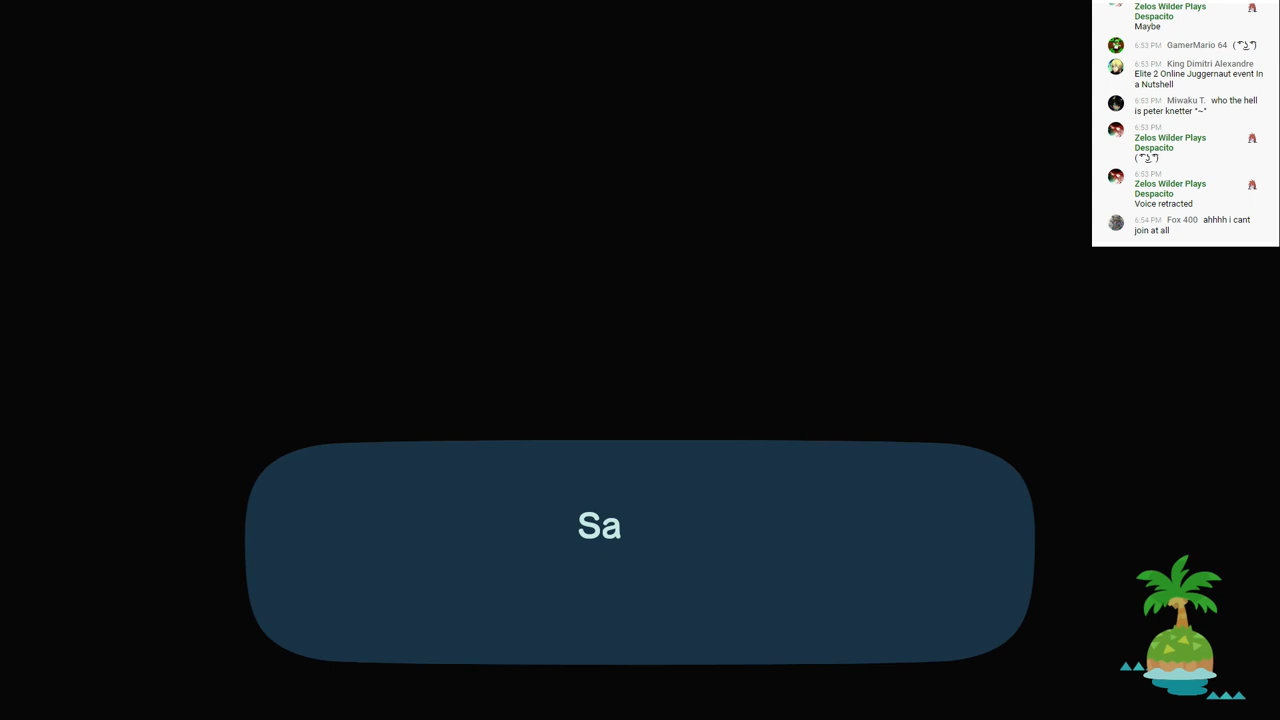 Zelos Wilder Plays
Despacito
Maybe
6:53 PM GamerMario 64 ( ͡° ͜ʖ ͡°)
6:53 PM King Dimitri Alexandre
Elite 2 Online Juggernaut event In
a Nutshell
6:53 PM Miwaku T. who the hell
is peter knetter "~"
6:53 PM
Zelos Wilder Plays
Despacito
( ͡° ͜ʖ ͡°)
6:53 PM
Zelos Wilder Plays
Despacito
Voice retracted
6:54 PM Fox 400 ahhhh i cant
join at all
Sa